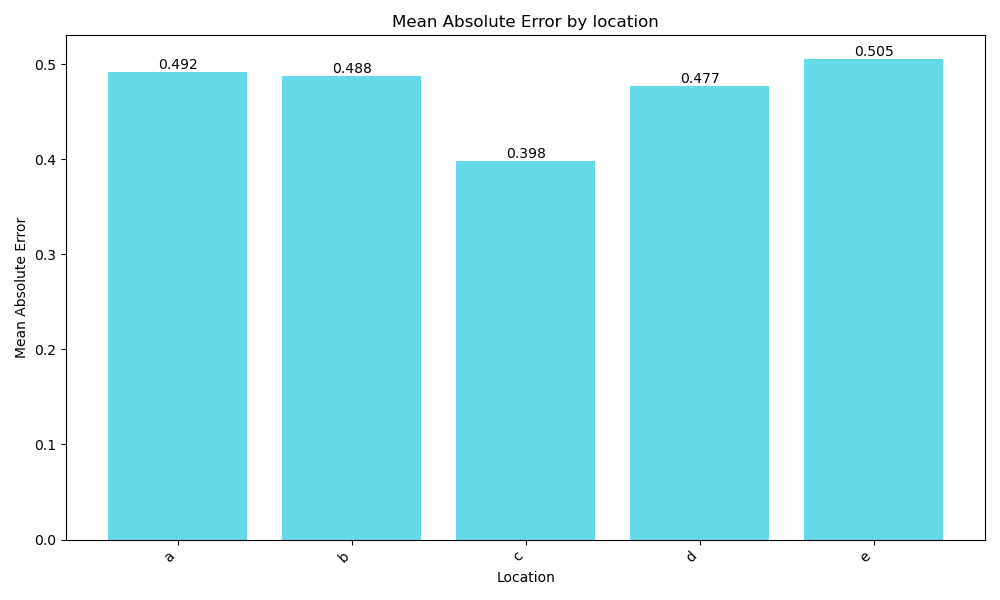 Mean Absolute Error by location
Mean Absolute Error
0.5
0.4
0.3
0.2
0.1
0.0
0.492
0.488
0.398
0.477
0.505
a
b
c
d
e
Location